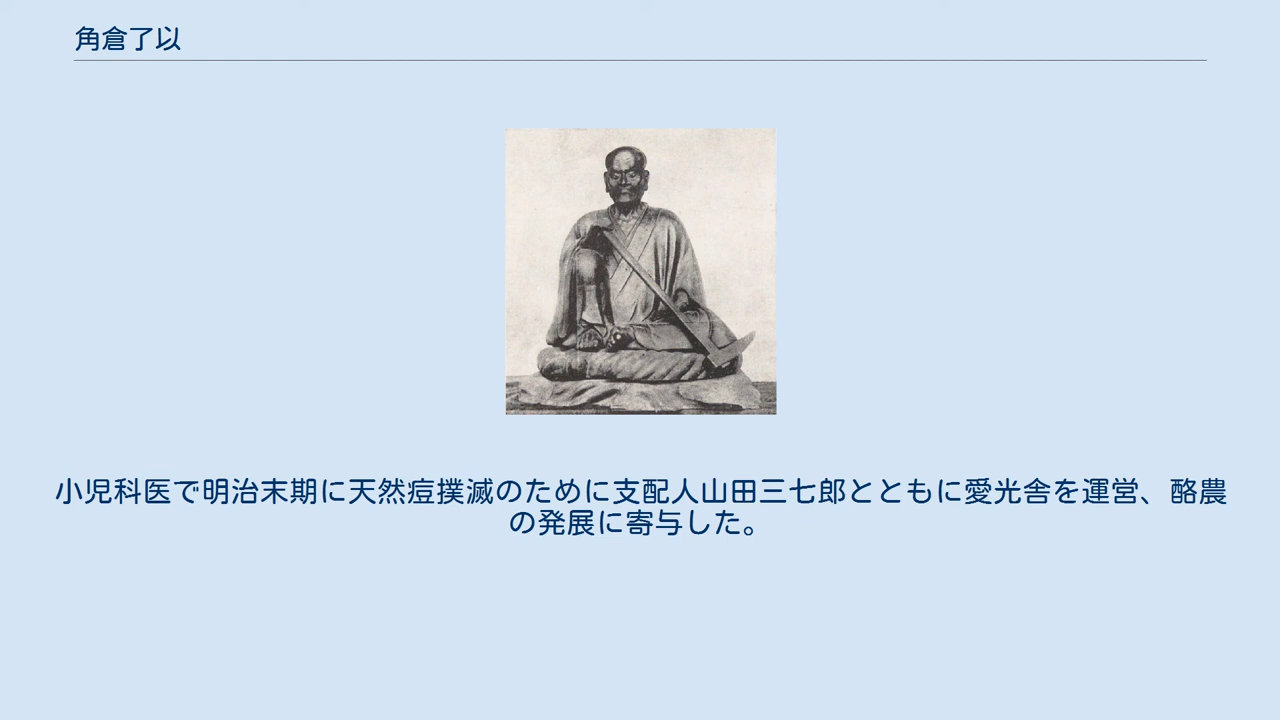 角倉了以
小児科医で明治末期に天然痘撲滅のために支配人山田三七郎とともに愛光舎を運営、酪農
の発展に寄与した。